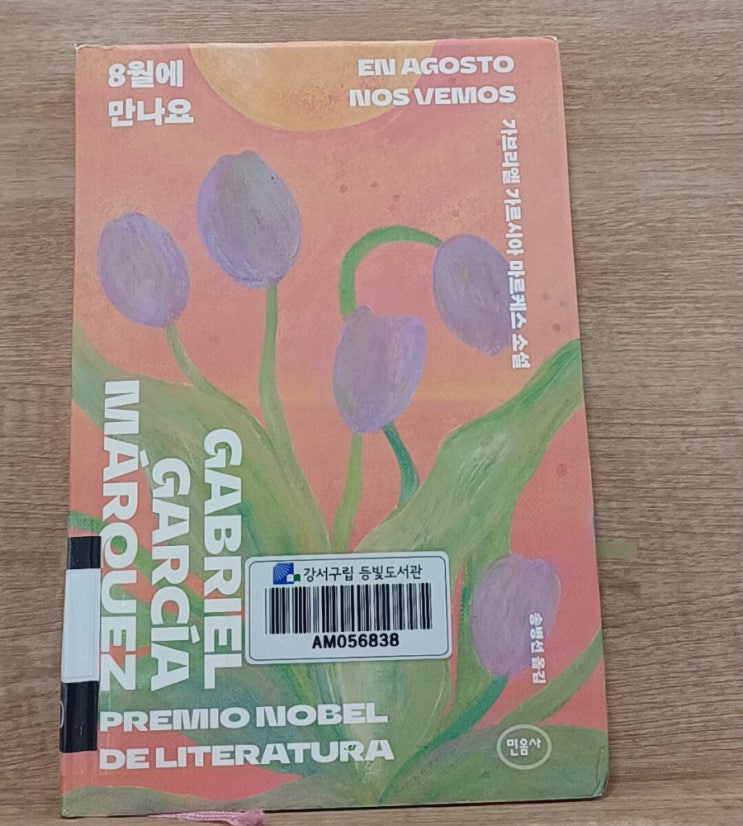 8월에
만나요
EN AGOSTO
NOS VEMOS
가브리엘 가르시아 마르케스 소설
GABRIEL
GARCÍA
MÁRQUEZ
강서구립 등빛도서관
AM056838
송병선 옮김
PREMIO NOBEL
DE LITERATURA
민음사